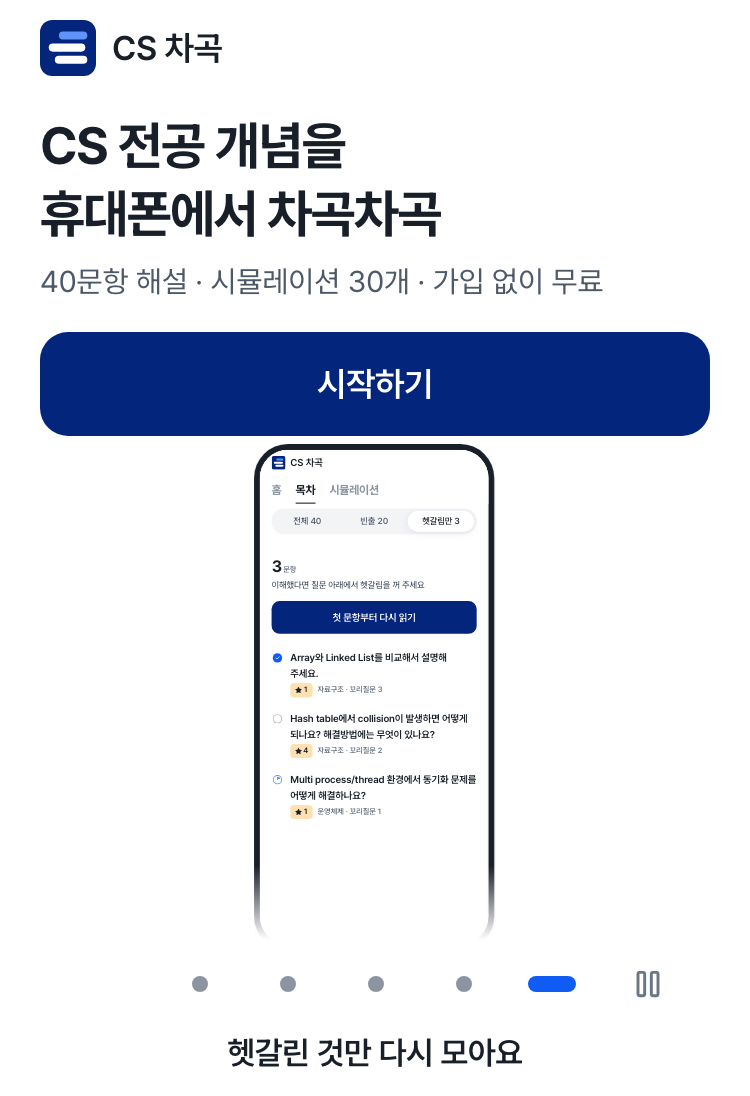 CS 차곡
CS 전공 개념을
휴대폰에서 차곡차곡
40문항 해설 · 시뮬레이션 30개 · 가입 없이 무료
시작하기
CS 차곡
홈 목차 시뮬레이션
전체 40 빈출 20 헷갈림만 3
3문항
이해했다면 질문 아래에서 헷갈림을 꺼 주세요
첫 문항부터 다시 읽기
Array와 Linked List를 비교해서 설명해
주세요.
★1 자료구조 · 꼬리질문 3
Hash table에서 collision이 발생하면 어떻게
되나요? 해결방법에는 무엇이 있나요?
★4 자료구조 · 꼬리질문 2
Multi process/thread 환경에서 동기화 문제를
어떻게 해결하나요?
★1 운영체제 · 꼬리질문 1
헷갈린 것만 다시 모아요